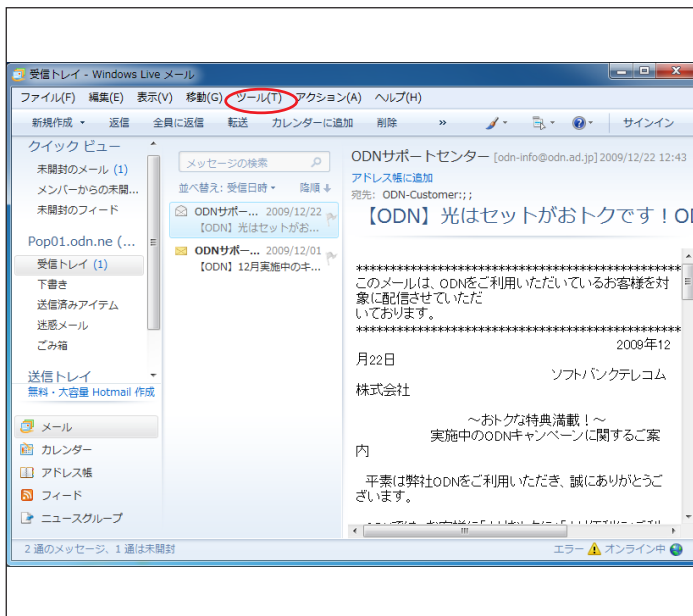 受信トレイ - Windows Live メール
ファイル(F) 編集(E) 表示(V) 移動(G) ツール(T) アクション(A) ヘルプ(H)
新規作成 返信 全員に返信 転送 カレンダーに追加 削除 » サインイン
クイック ビュー
未開封のメール (1)
メンバーからの未開...
未開封のフィード
Pop01.odn.ne (...
受信トレイ (1)
下書き
送信済みアイテム
迷惑メール
ごみ箱
送信トレイ
無料・大容量 Hotmail 作成
メール
カレンダー
アドレス帳
フィード
ニュースグループ
メッセージの検索
並べ替え: 受信日時 降順
ODNサポー... 2009/12/22
【ODN】光はセットがお...
ODNサポー... 2009/12/01
【ODN】12月実施中のキ...
ODNサポートセンター [odn-info@odn.ad.jp] 2009/12/22 12:43
アドレス帳に追加
宛先: ODN-Customer:;;
【ODN】光はセットがおトクです！OD
**************************************************
このメールは、ODNをご利用いただいているお客様を対
象に配信させていただ
いております。
**************************************************
2009年12
月22日
ソフトバンクテレコム
株式会社
～おトクな特典満載！～
実施中のODNキャンペーンに関するご案
内
平素は弊社ODNをご利用いただき、誠にありがとうご
ざいます。
2 通のメッセージ、1 通は未開封
エラー オンライン中